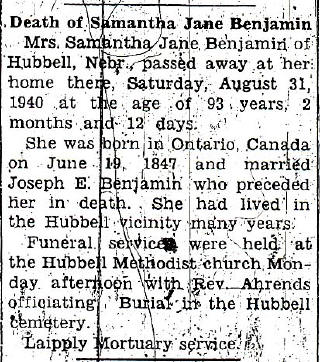 Death of Samantha Jane Benjamin
Mrs. Samantha Jane Benjamin of
Hubbell, Nebr., passed away at her
home there, Saturday, August 31,
1940 at the age of 93 years, 2
months and 12 days.
She was born in Ontario, Canada
on June 19, 1847 and married
Joseph E. Benjamin who preceded
her in death. She had lived in
the Hubbell vicinity many years.
Funeral services were held at
the Hubbell Methodist church Mon-
day afternoon with Rev. Ahrends
officiating. Burial in the Hubbell
cemetery.
Laipply Mortuary service.